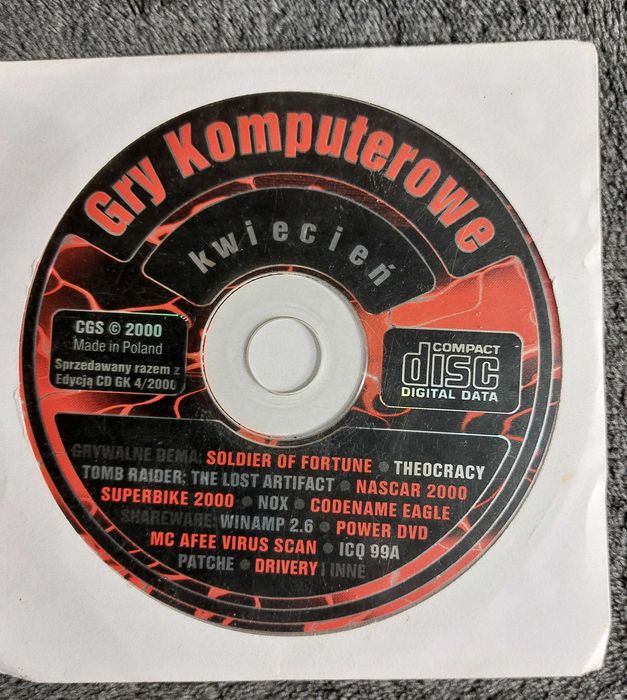 Gry Komputerowe
kwiecień
CGS © 2000
Made in Poland
Sprzedawany razem z
Edycją CD GK 4/2000
COMPACT
disc
DIGITAL DATA
GRYWALNE DEMA: SOLDIER OF FORTUNE • THEOCRACY
TOMB RAIDER: THE LOST ARTIFACT • NASCAR 2000
SUPERBIKE 2000 • NOX • CODENAME EAGLE
SHAREWARE: WINAMP 2.6 • POWER DVD
MC AFEE VIRUS SCAN • ICQ 99A
PATCHE • DRIVERY I INNE